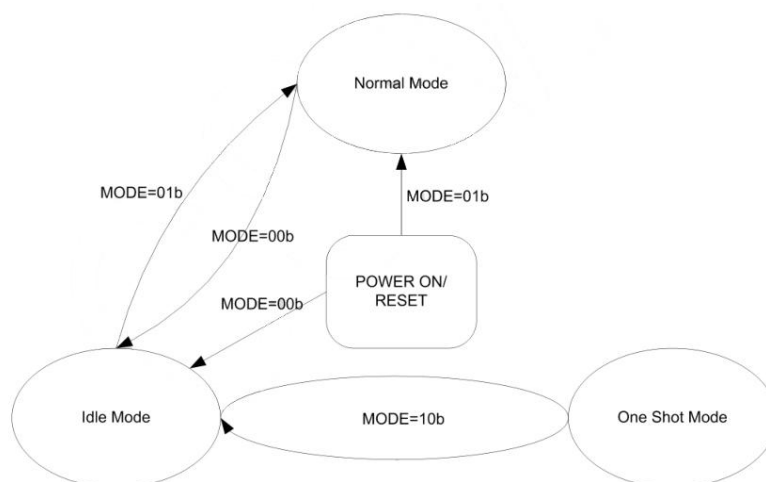 Normal Mode
MODE=01b
MODE=01b
MODE=00b
POWER ON/
RESET
MODE=00b
Idle Mode
MODE=10b
One Shot Mode